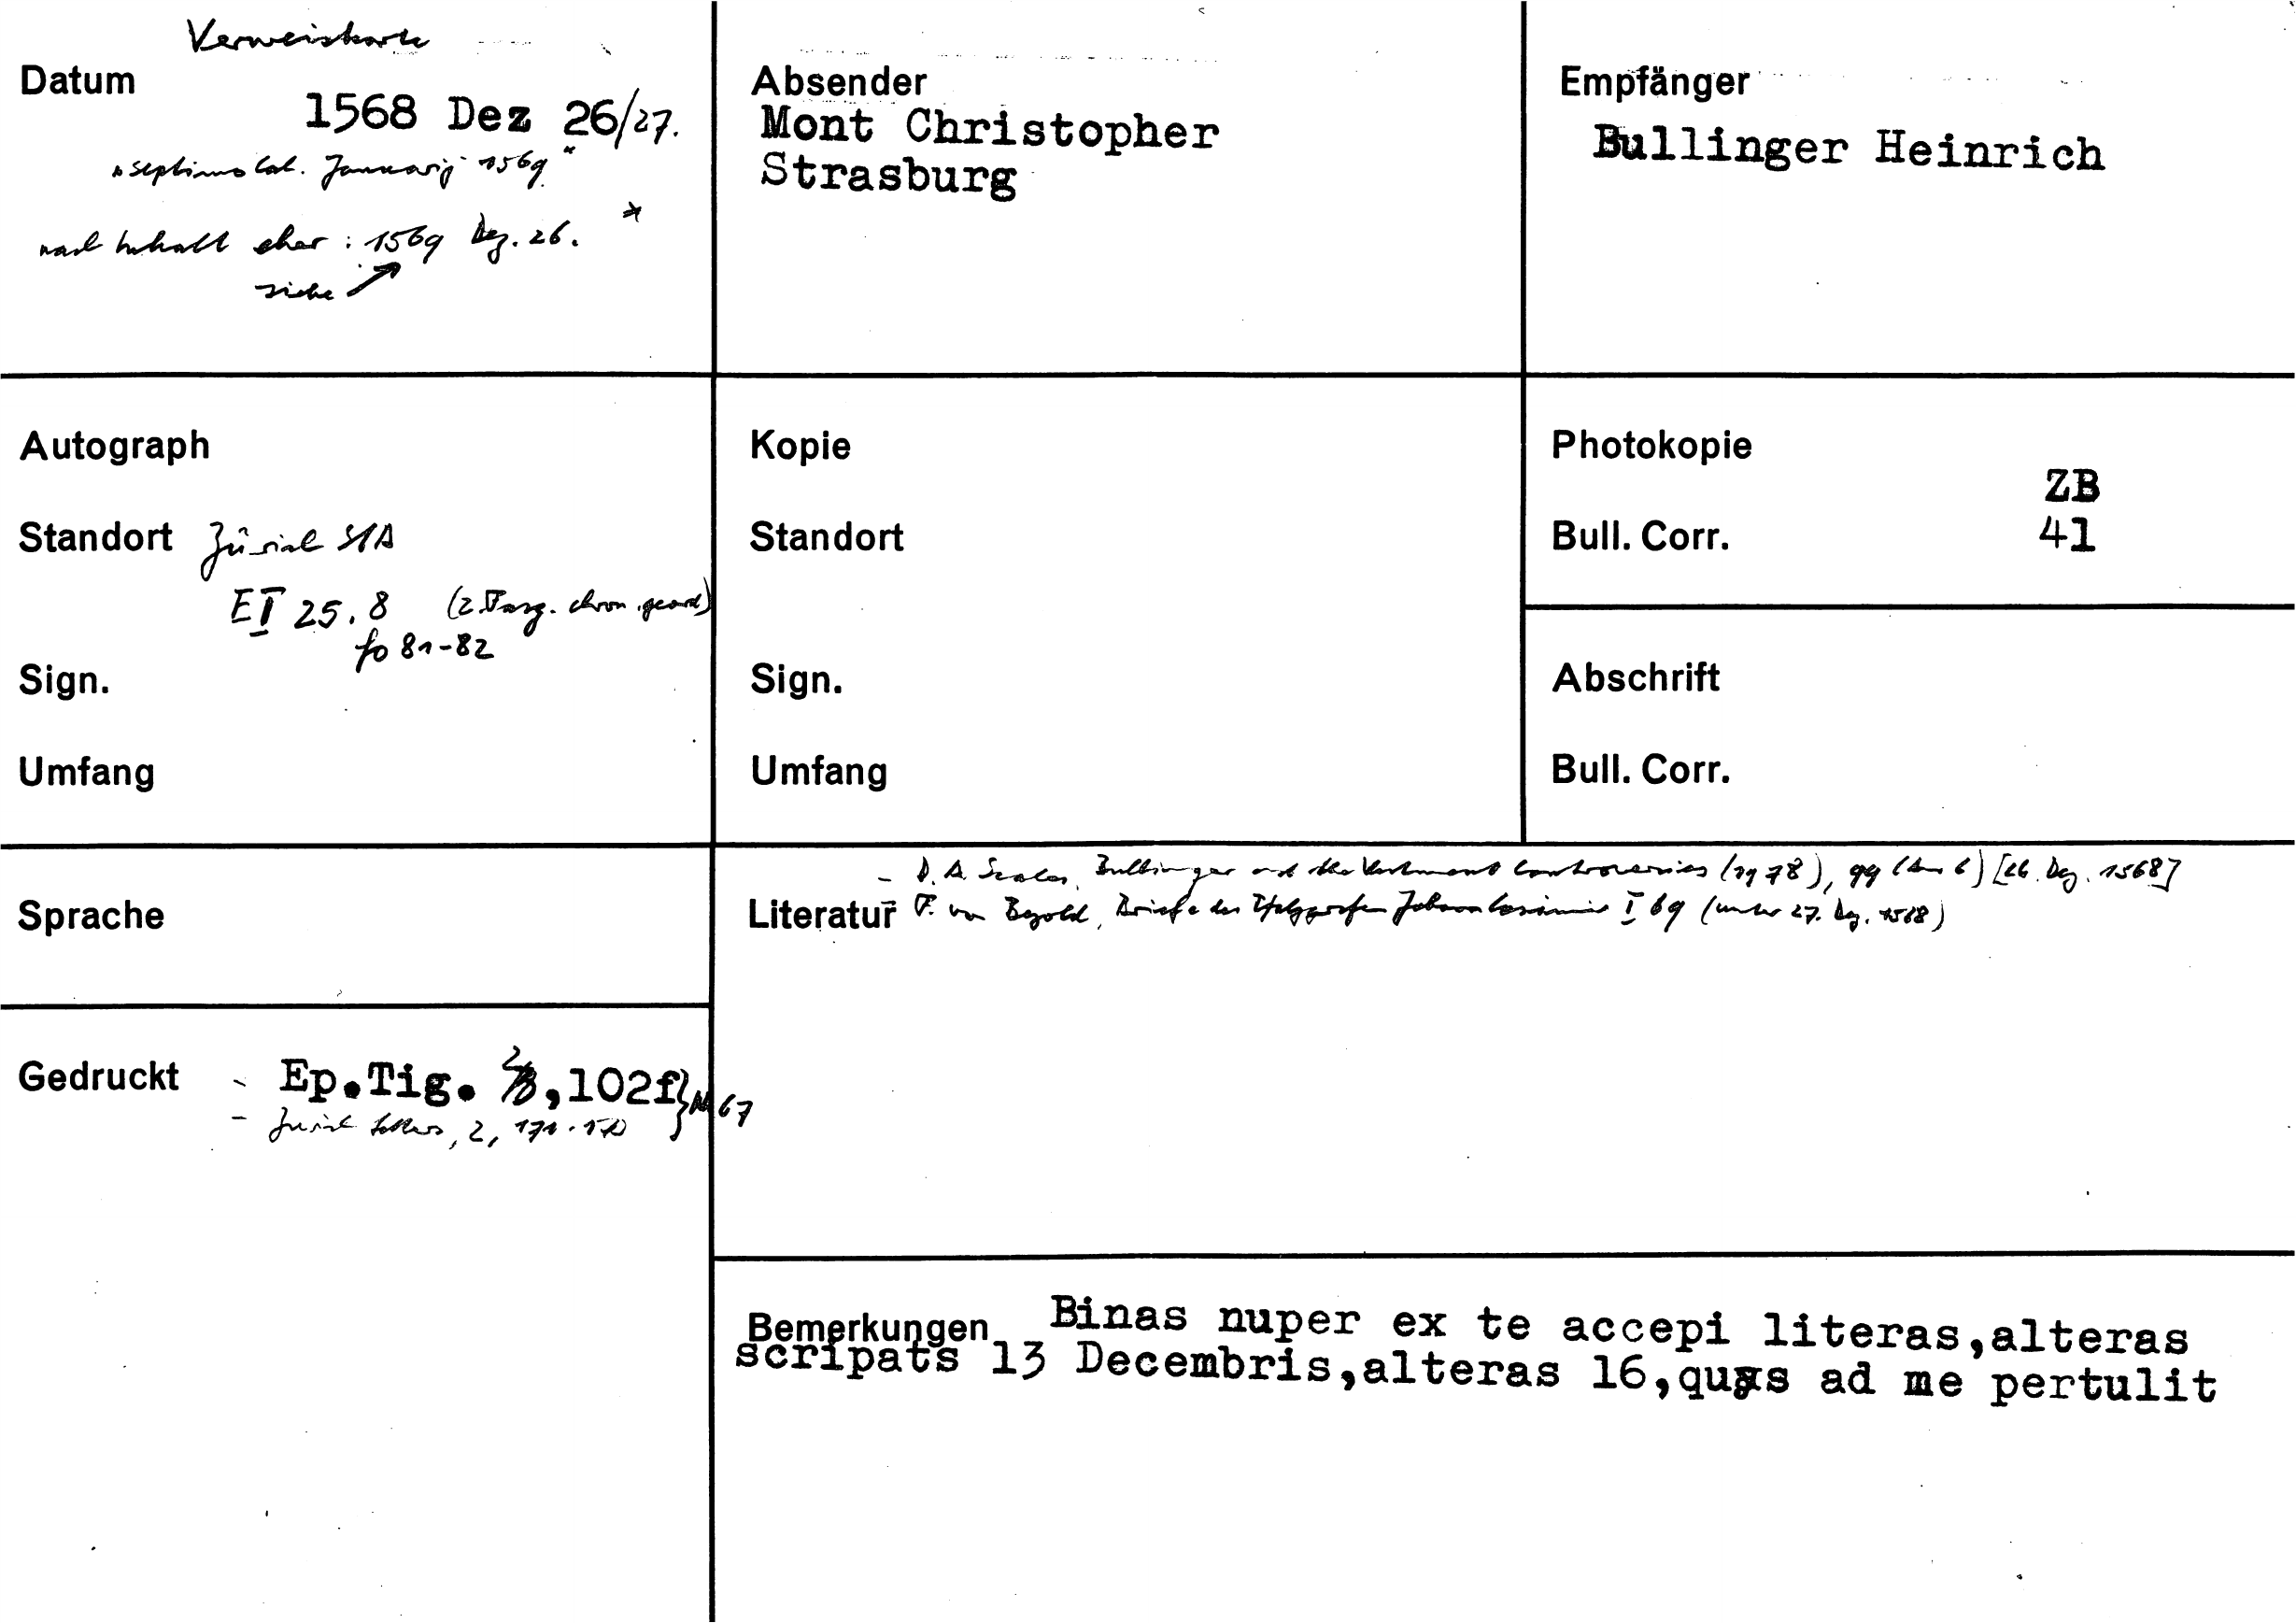 Verweiskarte
Datum
1568 Dez 26/27.
"septimo Cal. Januarij 1569"
nach Inhalt eher: 1569 Dez. 26. *
siehe
Absender
Mont Christopher
Strasburg
Empfänger
Bullinger Heinrich
Autograph
Standort Zürich StA
E II 25.8 (2. Fasz. chron. geord)
fo 81-82
Sign.
Umfang
Kopie
Standort
Sign.
Umfang
Photokopie
ZB
Bull. Corr. 41
Abschrift
Bull. Corr.
Sprache
Literatur
- D. A. Scales, Bullinger and the Vestment Controversies (1978), 99 (Anm 6) [26. Dez. 1568]
F. von Bezold, Briefe des Pfalzgrafen Johann Casimir I 69 (unter 27. Dez. 1568)
Gedruckt - Ep.Tig. ,102f} Nr 67
- Zurich Letters, 2, 171-
Bemerkungen Binas nuper ex te accepi literas,alteras
scripats 13 Decembris,alteras 16,quas ad me pertulit